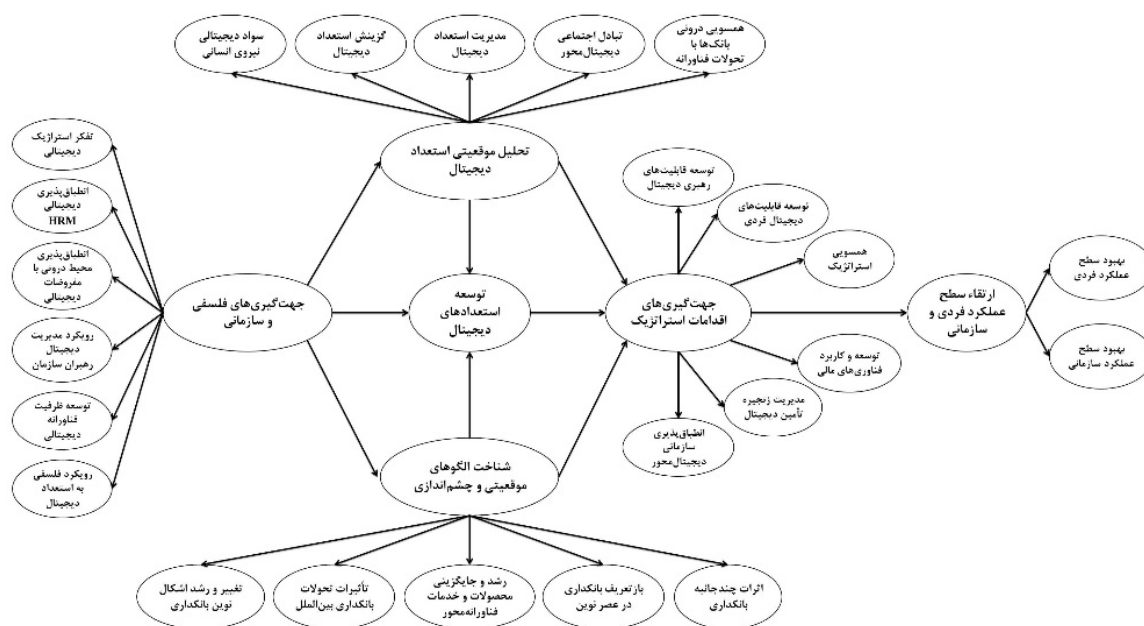 همسویی درونی
بانک‌ها با
تحولات فناورانه
تبادل اجتماعی
دیجیتال‌محور
مدیریت استعداد
دیجیتال
گزینش استعداد
دیجیتال
سواد دیجیتالی
نیروی انسانی
تحلیل موقعیتی استعداد
دیجیتال
تفکر استراژیک
دیجیتالی
انطباق‌پذیری
دیجیتالی
HRM
انطباق‌پذیری
محیط درونی با
مفروضات
دیجیتالی
رویکرد مدیریت
دیجیتال
رهبران سازمان
توسعه ظرفیت
فناورانه
دیجیتالی
رویکرد فلسفی
به استعداد
دیجیتال
جهت‌گیری‌های فلسفی
و سازمانی
توسعه
استعدادهای
دیجیتال
جهت‌گیری‌های
اقدامات استراتژیک
توسعه قابلیت‌های
رهبری دیجیتال
توسعه قابلیت‌های
دیجیتال فردی
همسویی
استراتژیک
توسعه و کاربرد
فناوری‌های مالی
مدیریت زنجیره
تأمین دیجیتال
انطباق‌پذیری
سازمانی
دیجیتال‌محور
ارتقاء سطح
عملکرد فردی و
سازمانی
بهبود سطح
عملکرد فردی
بهبود سطح
عملکرد سازمانی
شناخت الگوهای
موقعیتی و چشم‌اندازی
اثرات چندجانبه
بانکداری
بازتعریف بانکداری
در عصر نوین
رشد و جایگزینی
محصولات و خدمات
فناورانه‌محور
تأثیرات تحولات
بانکداری بین‌الملل
تغییر و رشد اشکال
نوین بانکداری